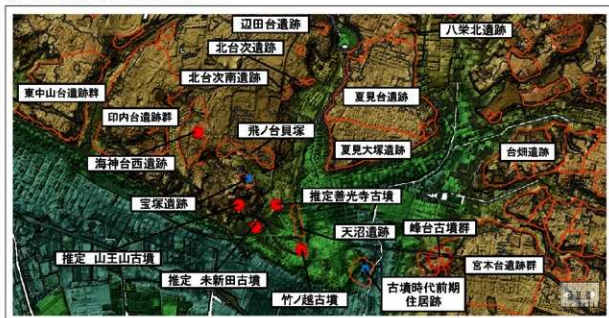 辺田台遺跡
八栄北遺跡
北台次遺跡
東中山台遺跡群
北台次南遺跡
夏見台遺跡
印内台遺跡群
飛ノ台貝塚
海神台西遺跡
夏見大塚遺跡
台畑遺跡
宝塚遺跡
推定善光寺古墳
天沼遺跡
峰台古墳群
推定 山王山古墳
推定 未新田古墳
竹ノ越古墳
古墳時代前期
住居跡
宮本台遺跡群